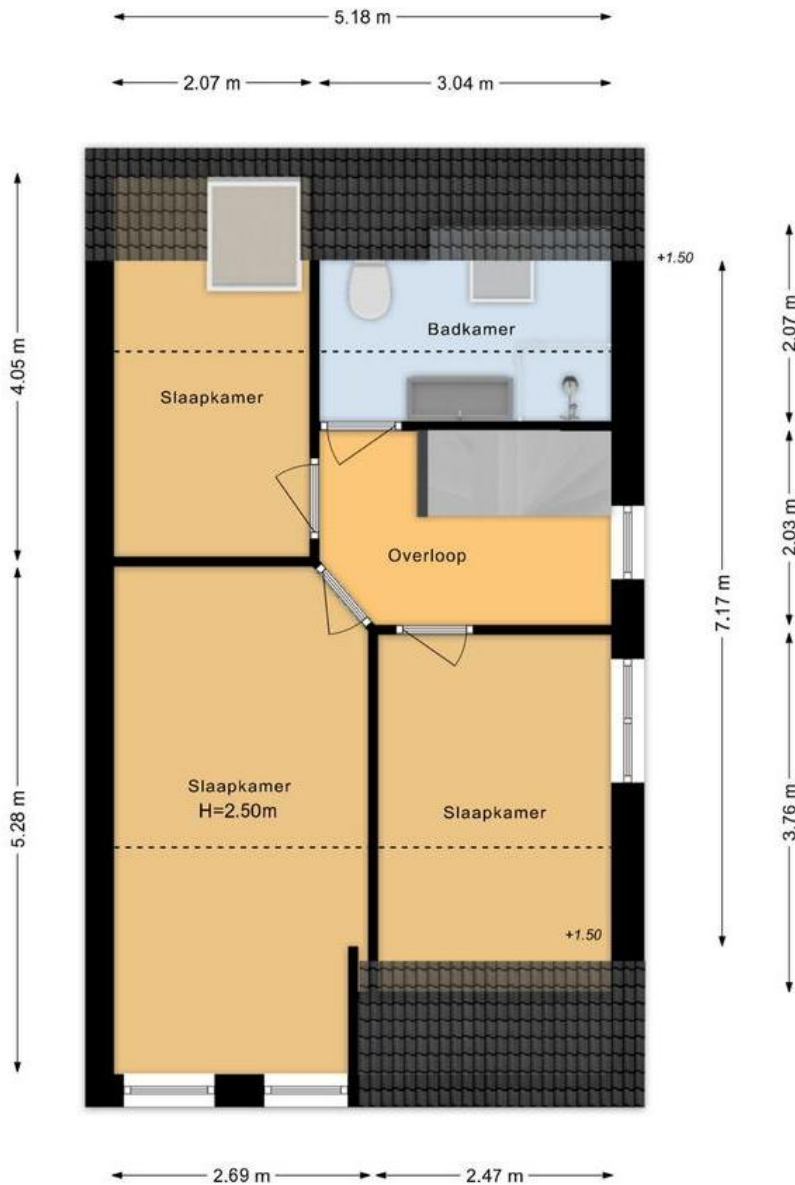 5.18 m
2.07 m
3.04 m
+1.50
4.05 m
2.07 m
Badkamer
Slaapkamer
2.03 m
Overloop
7.17 m
Slaapkamer
H=2.50m
5.28 m
Slaapkamer
3.76 m
+1.50
2.69 m
2.47 m